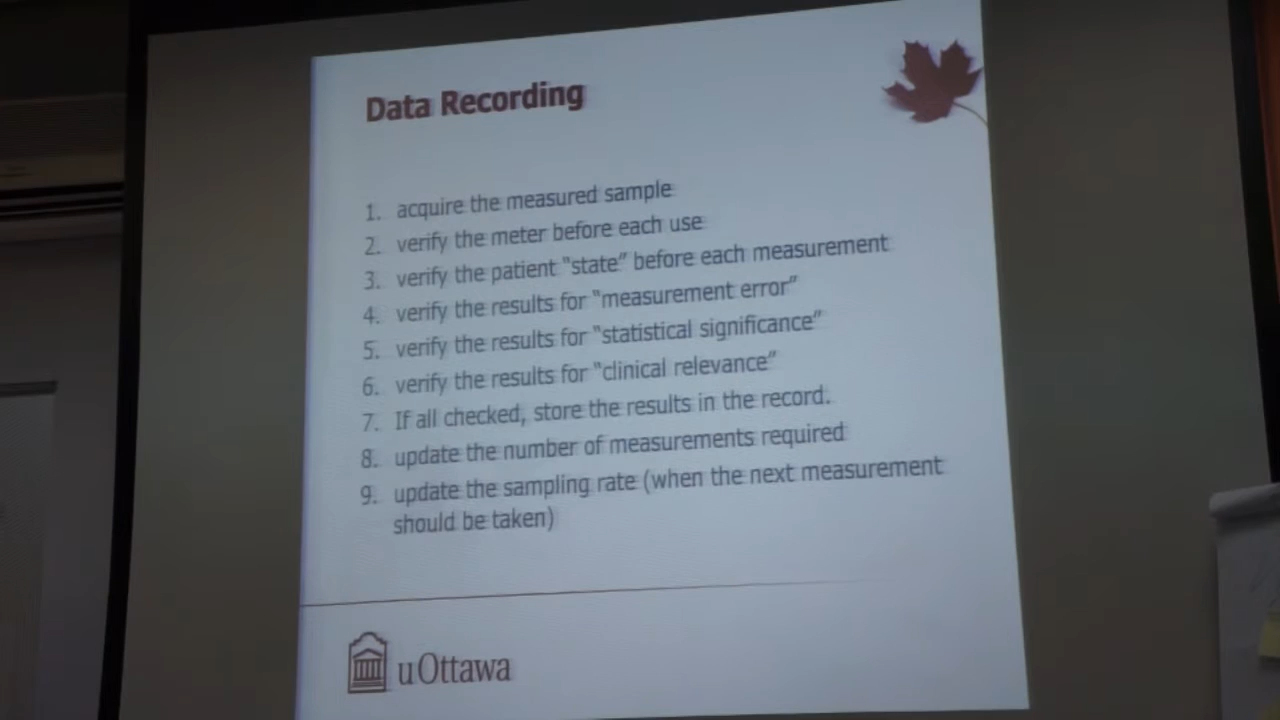 Data Recording
1. acquire the measured sample
2. verify the meter before each use
3. verify the patient “state” before each measurement
4. verify the results for “measurement error”
5. verify the results for “statistical significance”
6. verify the results for “clinical relevance”
7. If all checked, store the results in the record.
8. update the number of measurements required
9. update the sampling rate (when the next measurement
should be taken)
uOttawa